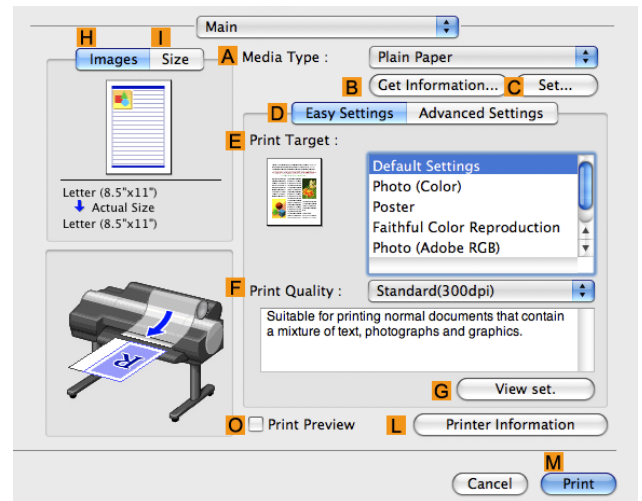 Main
H I
Images Size
A Media Type : Plain Paper
B Get Information... C Set...
D Easy Settings Advanced Settings
E Print Target :
Default Settings
Photo (Color)
Poster
Faithful Color Reproduction
Photo (Adobe RGB)
Letter (8.5"x11")
Actual Size
Letter (8.5"x11")
F Print Quality : Standard(300dpi)
Suitable for printing normal documents that contain
a mixture of text, photographs and graphics.
R
G View set.
O Print Preview L Printer Information
M
Cancel Print